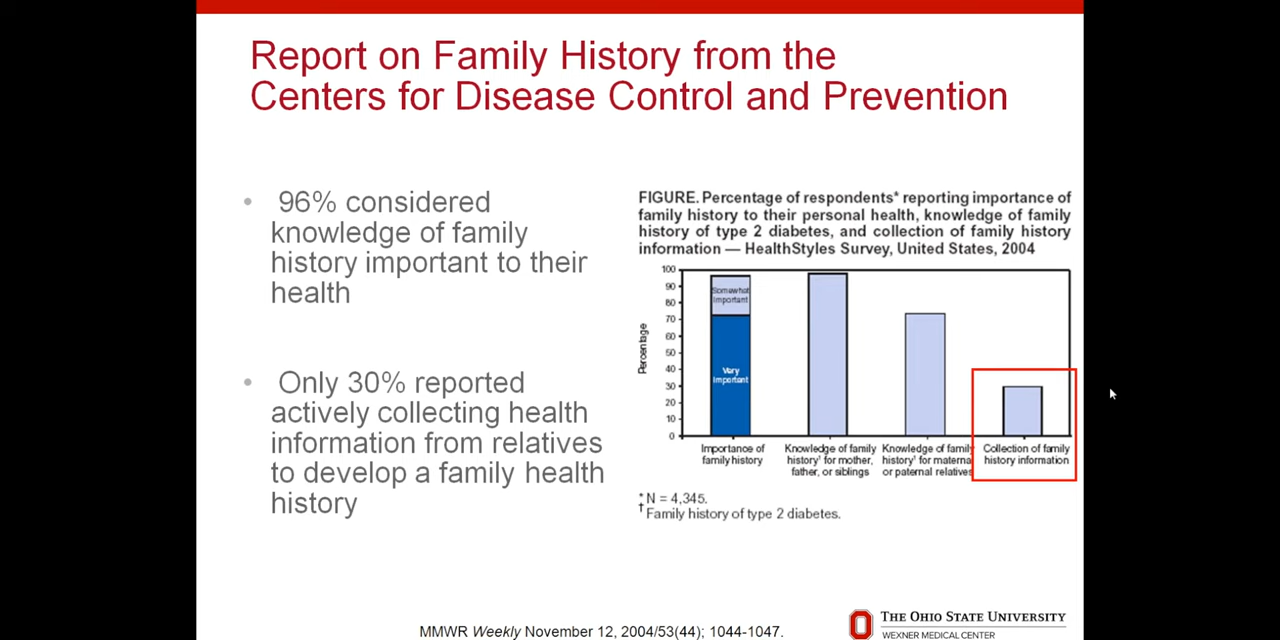 Report on Family History from the
Centers for Disease Control and Prevention
• 96% considered
knowledge of family
history important to their
health
• Only 30% reported
actively collecting health
information from relatives
to develop a family health
history
FIGURE. Percentage of respondents* reporting importance of
family history to their personal health, knowledge of family
history of type 2 diabetes, and collection of family history
information — HealthStyles Survey, United States, 2004
Percentage
100
90
80
70
60
50
40
30
20
10
0
Somewhat
important
Very
important
Importance of
family history
Knowledge of family
history† for mother,
father, or siblings
Knowledge of family
history† for materna
or paternal relatives
Collection of family
history information
* N = 4,345.
† Family history of type 2 diabetes.
MMWR Weekly November 12, 2004/53(44); 1044-1047.
THE OHIO STATE UNIVERSITY
WEXNER MEDICAL CENTER